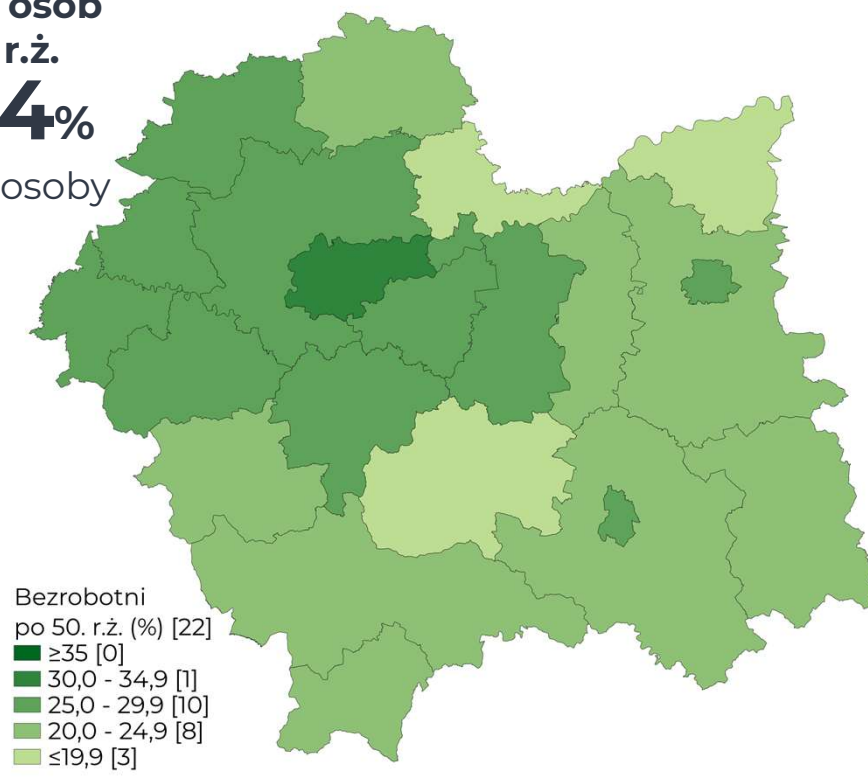 osób
r.ż.
4%
osoby
Bezrobotni
po 50. r.ż. (%) [22]
≥35 [0]
30,0 - 34,9 [1]
25,0 - 29,9 [10]
20,0 - 24,9 [8]
≤19,9 [3]